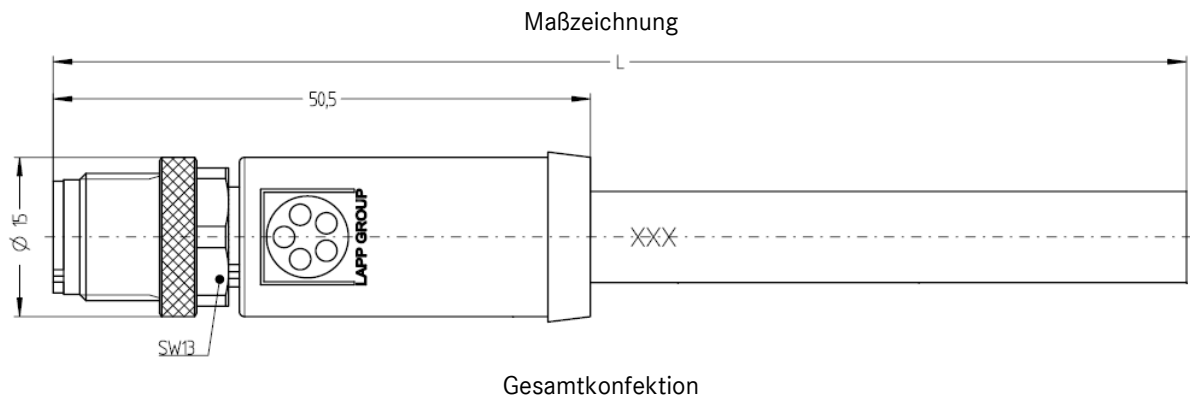 Maßzeichnung
L
50,5
Ø 15
LAPP GROUP
XXX
SW13
Gesamtkonfektion